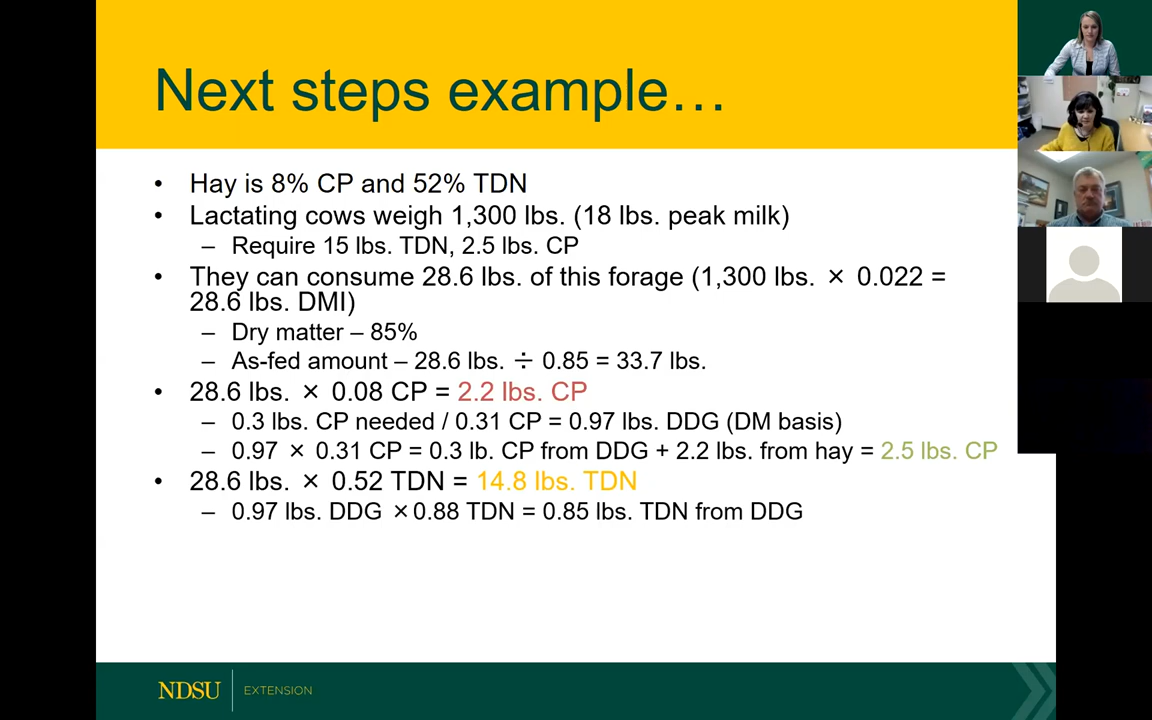 Next steps example…
• Hay is 8% CP and 52% TDN
• Lactating cows weigh 1,300 lbs. (18 lbs. peak milk)
– Require 15 lbs. TDN, 2.5 lbs. CP
• They can consume 28.6 lbs. of this forage (1,300 lbs. × 0.022 =
28.6 lbs. DMI)
– Dry matter – 85%
– As-fed amount – 28.6 lbs. ÷ 0.85 = 33.7 lbs.
• 28.6 lbs. × 0.08 CP = 2.2 lbs. CP
– 0.3 lbs. CP needed / 0.31 CP = 0.97 lbs. DDG (DM basis)
– 0.97 × 0.31 CP = 0.3 lb. CP from DDG + 2.2 lbs. from hay = 2.5 lbs. CP
• 28.6 lbs. × 0.52 TDN = 14.8 lbs. TDN
– 0.97 lbs. DDG × 0.88 TDN = 0.85 lbs. TDN from DDG
NDSU EXTENSION